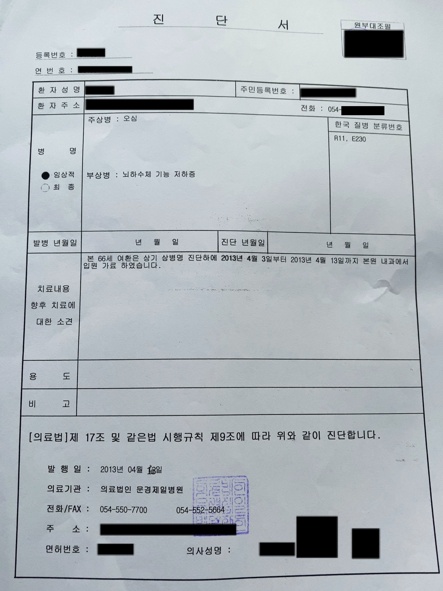 진 단 서
원부대조필
등록번호 :
연 번 호 :
환 자 성 명
주민등록번호 :
환 자 주 소
전화 : 054-
병 명
● 임상적
○ 최 종
주상병 : 오심
부상병 : 뇌하수체 기능 저하증
한국 질병 분류번호
R11, E230
발병 년월일
년 월 일
진단 년월일
년 월 일
치료내용
향후 치료에
대한 소견
본 66세 여환은 상기 상병명 진단하에 2013년 4월 3일부터 2013년 4월 13일까지 본원 내과에서
입원 가료 하였습니다.
용 도
비 고
[의료법]제 17조 및 같은법 시행규칙 제9조에 따라 위와 같이 진단합니다.
발 행 일 : 2013년 04월 일
의료기관 : 의료법인 문경제일병원
전화/FAX : 054-550-7700 054-552-5664
주 소 :
면허번호 :
의사성명 :